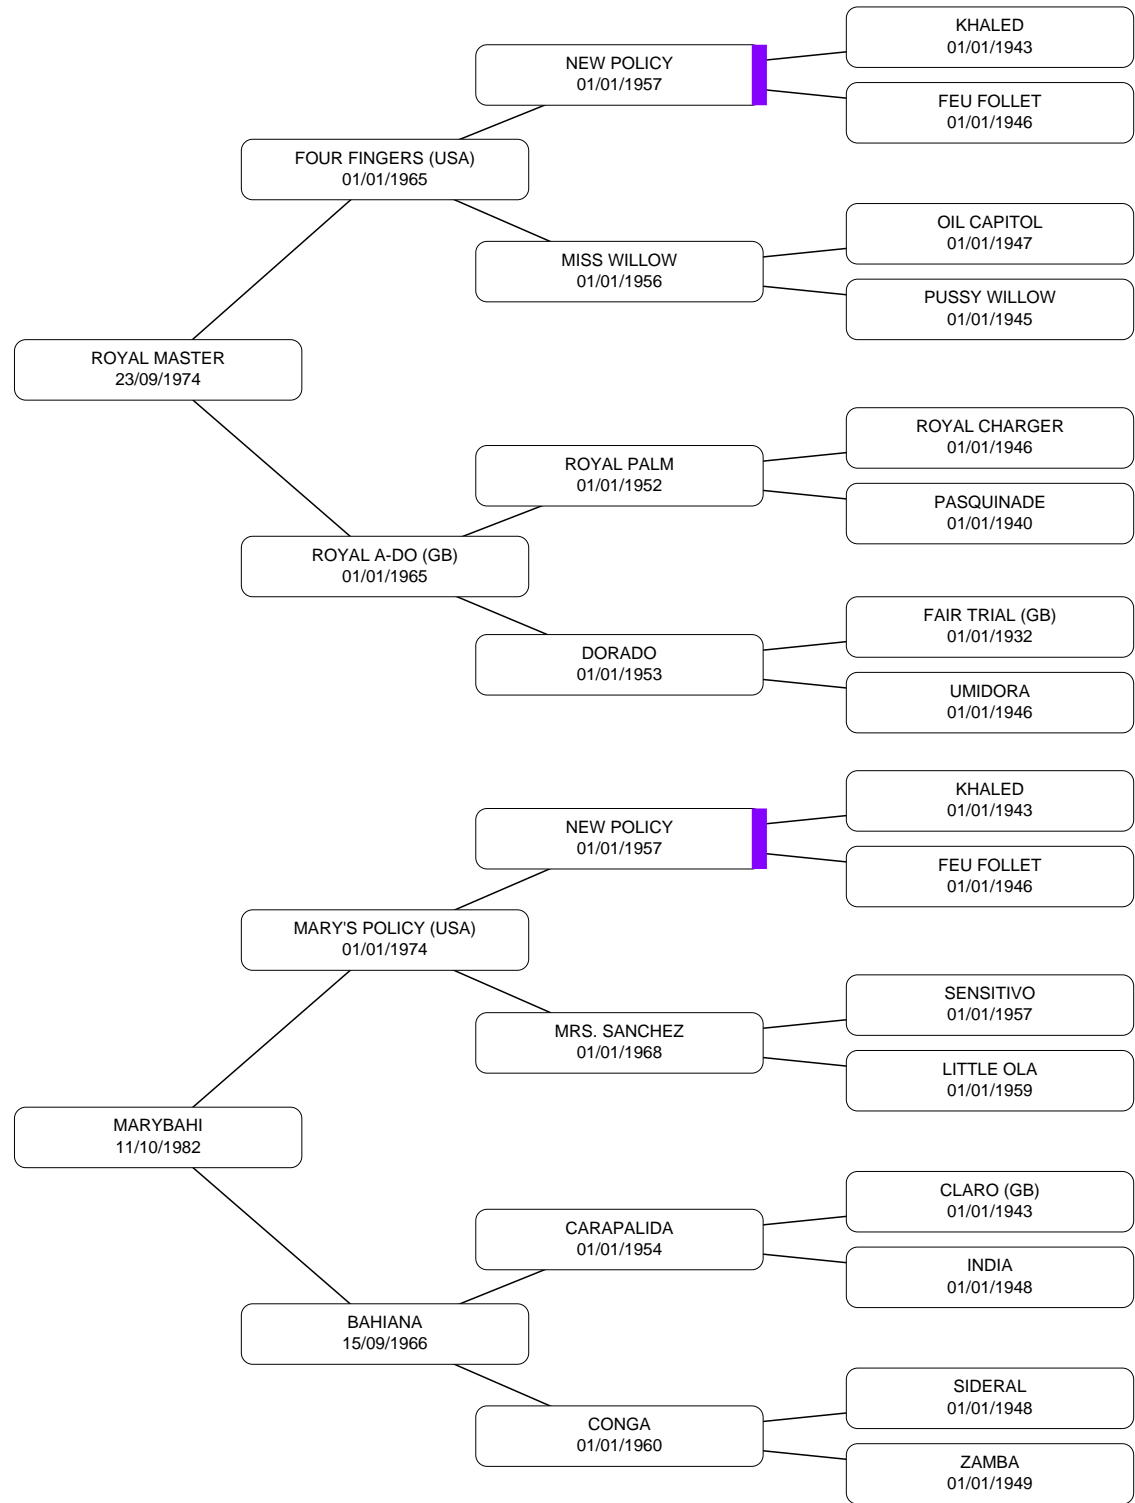 KHALED
01/01/1943
NEW POLICY
01/01/1957
FEU FOLLET
01/01/1946
FOUR FINGERS (USA)
01/01/1965
OIL CAPITOL
01/01/1947
MISS WILLOW
01/01/1956
PUSSY WILLOW
01/01/1945
ROYAL MASTER
23/09/1974
ROYAL CHARGER
01/01/1946
ROYAL PALM
01/01/1952
PASQUINADE
01/01/1940
ROYAL A-DO (GB)
01/01/1965
FAIR TRIAL (GB)
01/01/1932
DORADO
01/01/1953
UMIDORA
01/01/1946
KHALED
01/01/1943
NEW POLICY
01/01/1957
FEU FOLLET
01/01/1946
MARY'S POLICY (USA)
01/01/1974
SENSITIVO
01/01/1957
MRS. SANCHEZ
01/01/1968
LITTLE OLA
01/01/1959
MARYBAHI
11/10/1982
CLARO (GB)
01/01/1943
CARAPALIDA
01/01/1954
INDIA
01/01/1948
BAHIANA
15/09/1966
SIDERAL
01/01/1948
CONGA
01/01/1960
ZAMBA
01/01/1949